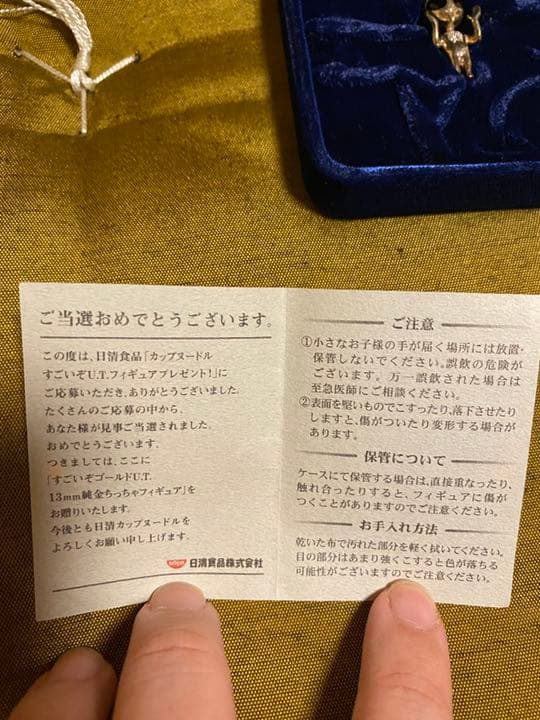 ご当選おめでとうございます。
この度は、日清食品「カップヌードル
すごいぞU.T.フィギュアプレゼント!」に
ご応募いただき、ありがとうございました。
たくさんのご応募の中から、
あなた様が見事ご当選されました。
おめでとうございます。
つきましては、ここに
「すごいぞゴールドU.T.
13mm純金ちっちゃフィギュア」を
お贈りいたします。
今後とも日清カップヌードルを
よろしくお願い申し上げます。
NISSIN 日清食品株式会社
ご注意
①小さなお子様の手が届く場所には放置・
保管しないでください。誤飲の危険が
ございます。万一誤飲された場合は
至急医師にご相談ください。
②表面を堅いものでこすったり、落下させたり
しますと、傷がついたり変形する場合が
あります。
保管について
ケースにて保管する場合は、直接重なったり、
触れ合ったりすると、フィギュアに傷が
つくことがありますのでご注意ください。
お手入れ方法
乾いた布で汚れた部分を軽く拭いてください。
目の部分はあまり強くこすると色が落ちる
可能性がございますのでご注意ください。